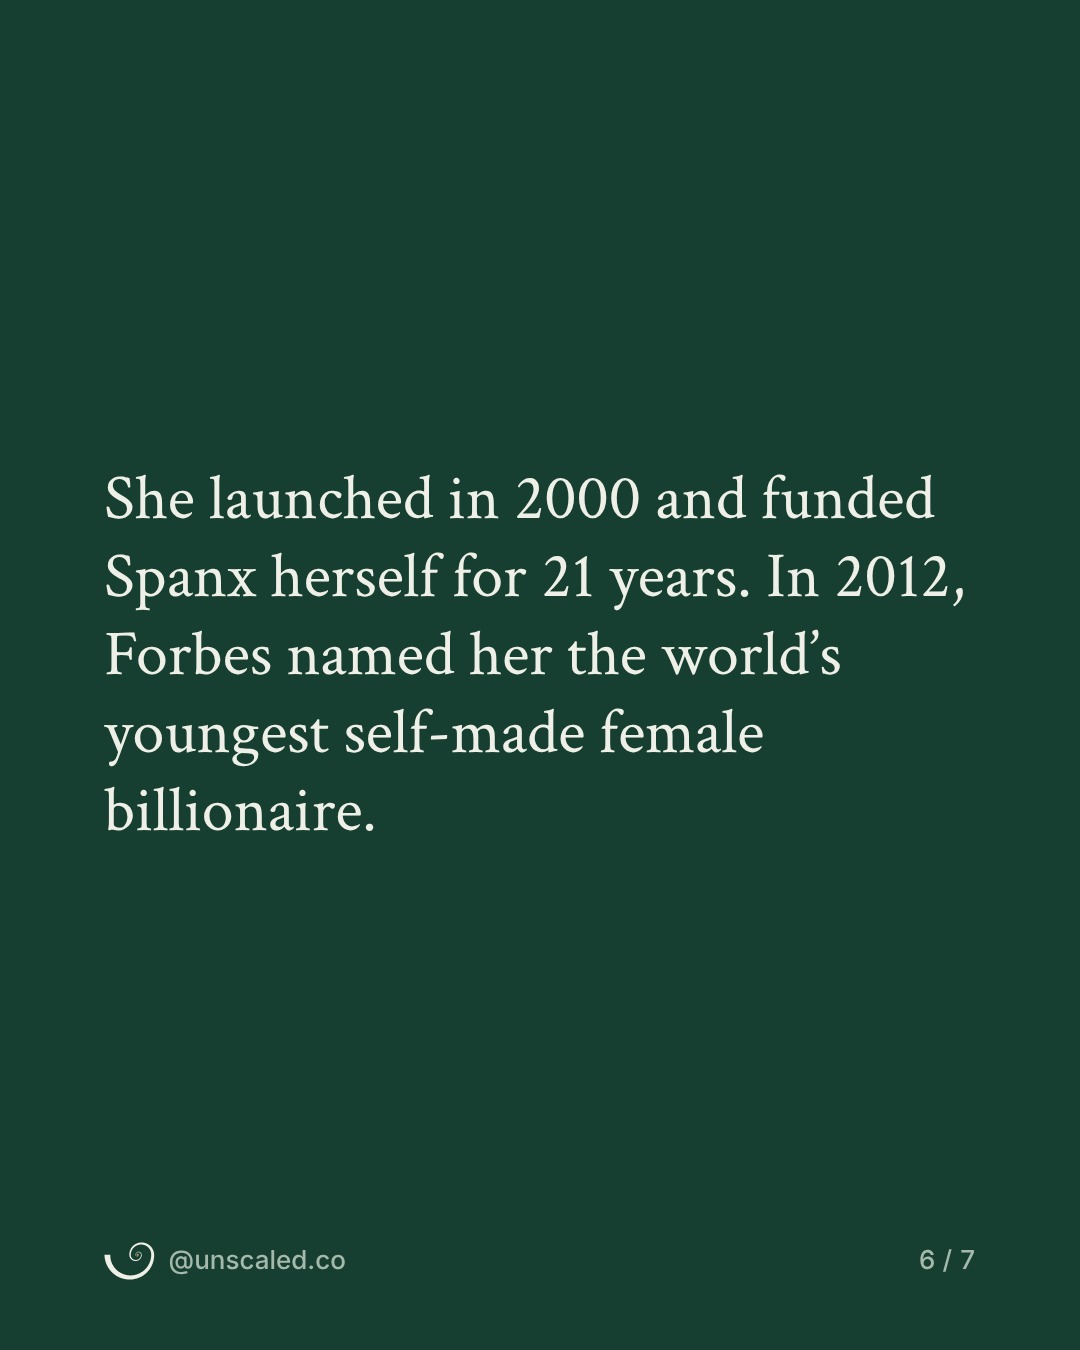 She launched in 2000 and funded
Spanx herself for 21 years. In 2012,
Forbes named her the world’s
youngest self-made female
billionaire.
@unscaled.co
6 / 7